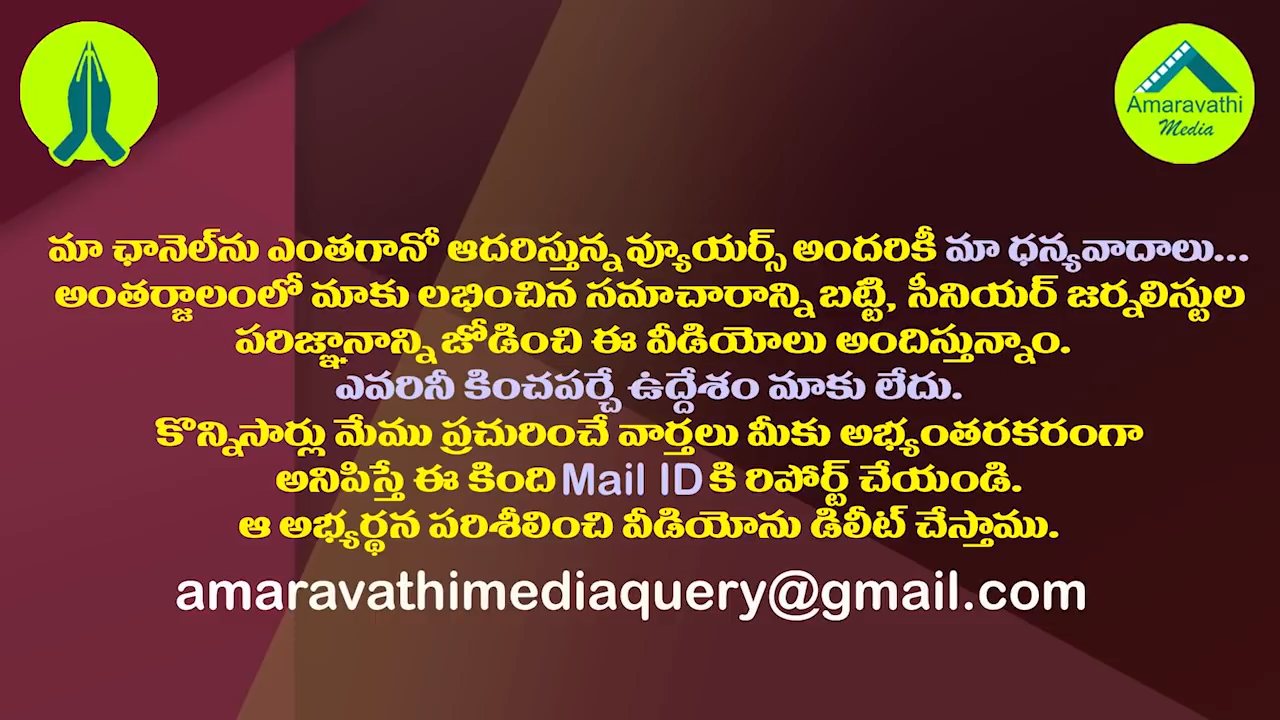 Amaravathi
Media
మా ఛానెల్‌ను ఎంతగానో ఆదరిస్తున్న వ్యూయర్స్ అందరికీ మా ధన్యవాదాలు...
అంతర్జాలంలో మాకు లభించిన సమాచారాన్ని బట్టి, సీనియర్ జర్నలిస్టుల
పరిజ్ఞానాన్ని జోడించి ఈ వీడియోలు అందిస్తున్నాం.
ఎవరినీ కించపర్చే ఉద్దేశం మాకు లేదు.
కొన్నిసార్లు మేము ప్రచురించే వార్తలు మీకు అభ్యంతరకరంగా
అనిపిస్తే ఈ కింది Mail ID కి రిపోర్ట్ చేయండి.
ఆ అభ్యర్థన పరిశీలించి వీడియోను డిలీట్ చేస్తాము.
amaravathimediaquery@gmail.com